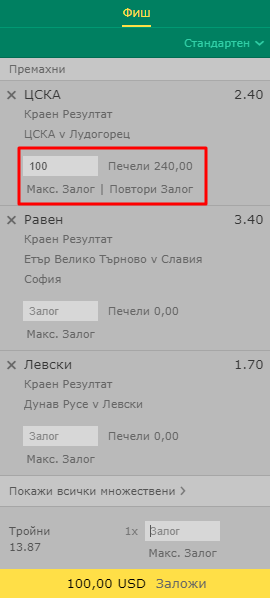 Фиш
Стандартен
Премахни
ЦСКА 2.40
Краен Резултат
ЦСКА v Лудогорец
100 Печели 240,00
Макс. Залог | Повтори Залог
Равен 3.40
Краен Резултат
Етър Велико Търново v Славия
София
Залог Печели 0,00
Макс. Залог
Левски 1.70
Краен Резултат
Дунав Русе v Левски
Залог Печели 0,00
Макс. Залог
Покажи всички множествени
Тройни 1x Залог
13.87
Макс. Залог
100,00 USD Заложи